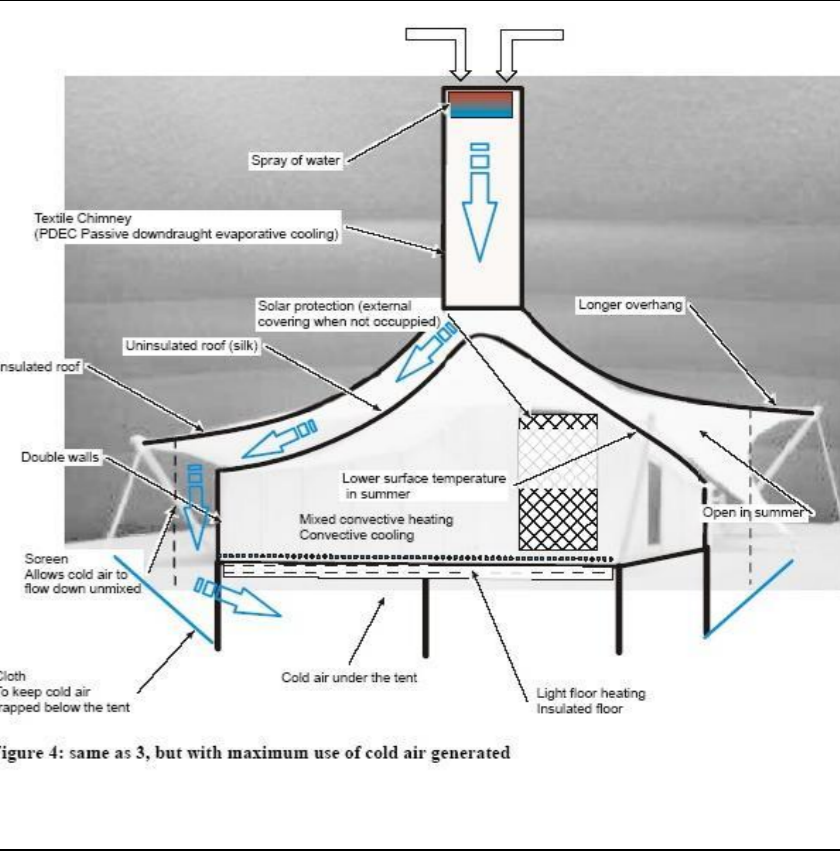 Spray of water
Textile Chimney
(PDEC Passive downdraught evaporative cooling)
Solar protection (external
covering when not occuppied)
Longer overhang
Uninsulated roof (silk)
nsulated roof
Double walls
Lower surface temperature
in summer
Open in summer
Mixed convective heating
Convective cooling
Screen
Allows cold air to
flow down unmixed
Cloth
To keep cold air
rapped below the tent
Cold air under the tent
Light floor heating
Insulated floor
igure 4: same as 3, but with maximum use of cold air generated